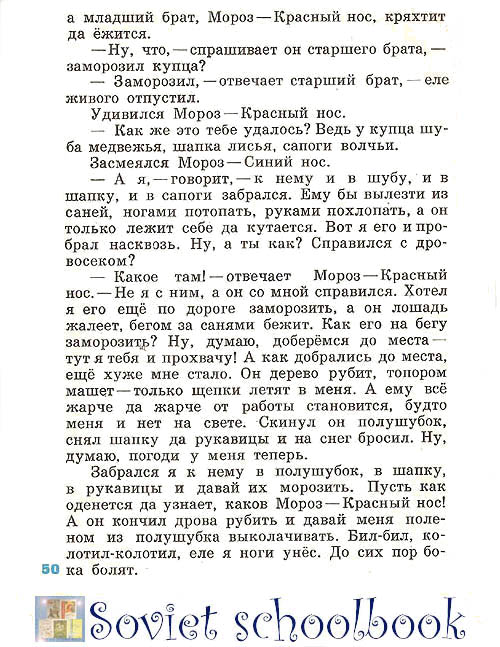 а младший брат, Мороз — Красный нос, кряхтит
да ёжится.
— Ну, что, — спрашивает он старшего брата, —
заморозил купца?
— Заморозил, — отвечает старший брат, — еле
живого отпустил.
Удивился Мороз — Красный нос.
— Как же это тебе удалось? Ведь у купца шу-
ба медвежья, шапка лисья, сапоги волчьи.
Засмеялся Мороз — Синий нос.
— А я, — говорит, — к нему и в шубу, и в
шапку, и в сапоги забрался. Ему бы вылезти из
саней, ногами потопать, руками похлопать, а он
только лежит себе да кутается. Вот я его и про-
брал насквозь. Ну, а ты как? Справился с дро-
восеком?
— Какое там! — отвечает Мороз — Красный
нос. — Не я с ним, а он со мной справился. Хотел
я его ещё по дороге заморозить, а он лошадь
жалеет, бегом за санями бежит. Как его на бегу
заморозить? Ну, думаю, доберёмся до места —
тут я тебя и прохвачу! А как добрались до места,
ещё хуже мне стало. Он дерево рубит, топором
машет — только щепки летят в меня. А ему всё
жарче да жарче от работы становится, будто
меня и нет на свете. Скинул он полушубок,
снял шапку да рукавицы и на снег бросил. Ну,
думаю, погоди у меня теперь.
Забрался я к нему в полушубок, в шапку,
в рукавицы и давай их морозить. Пусть как
оденется да узнает, каков Мороз — Красный нос!
А он кончил дрова рубить и давай меня поле-
ном из полушубка выколачивать. Бил-бил, ко-
лотил-колотил, еле я ноги унёс. До сих пор бо-
50 ка болят.
Soviet schoolbook